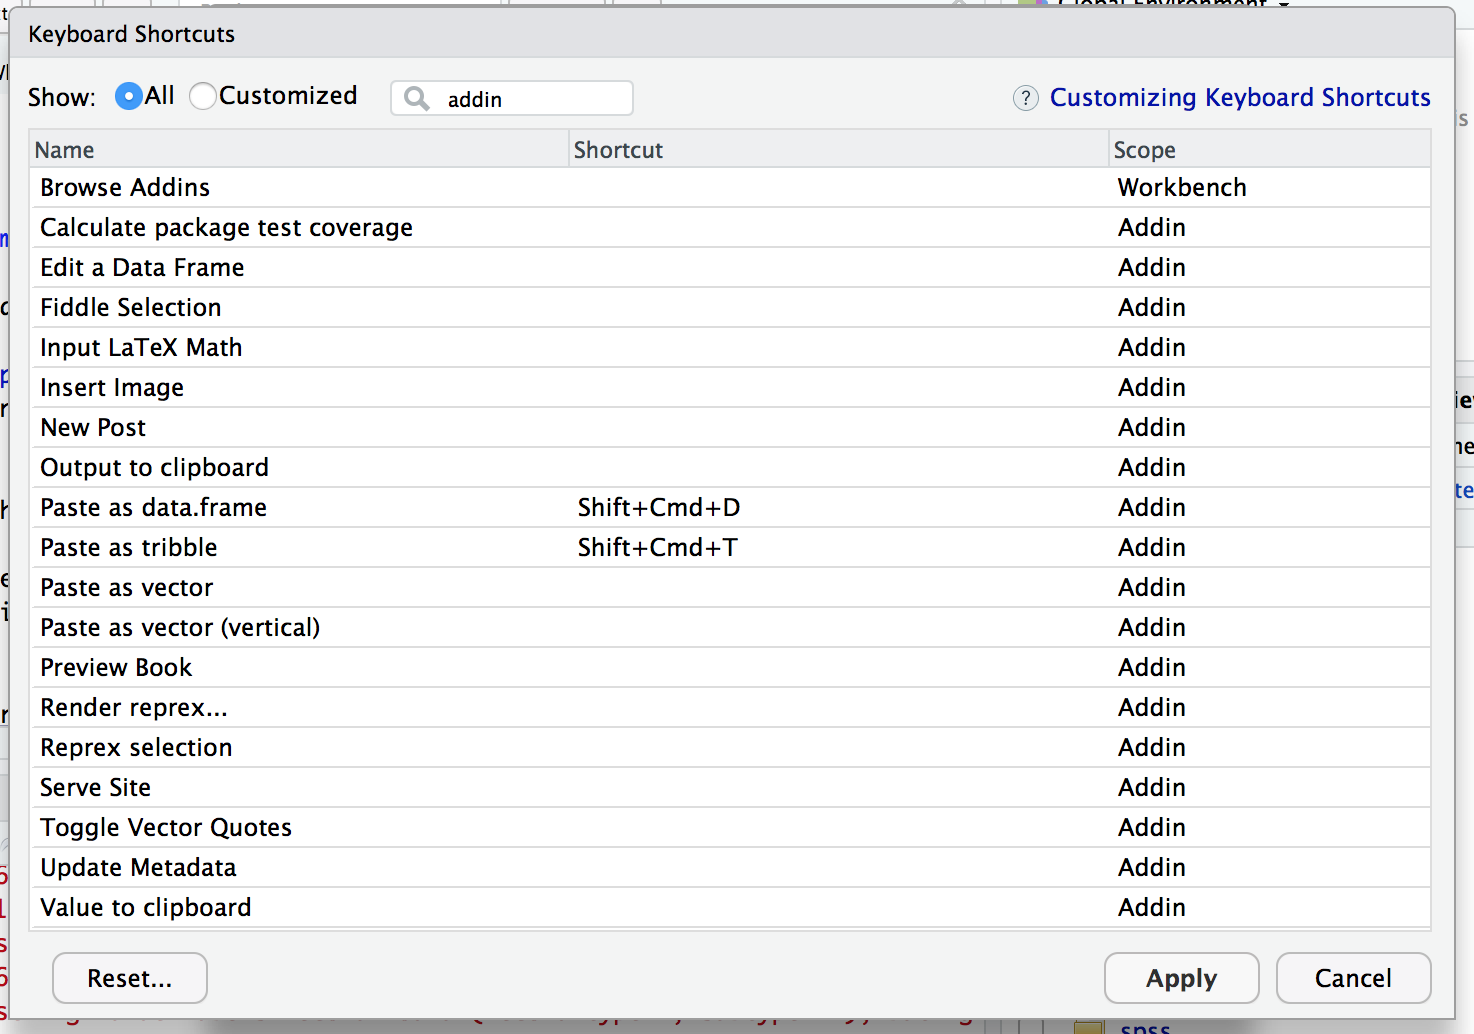 Global Environment
Keyboard Shortcuts
Show: All Customized addin ? Customizing Keyboard Shortcuts
Name Shortcut Scope
Browse Addins Workbench
Calculate package test coverage Addin
Edit a Data Frame Addin
Fiddle Selection Addin
Input LaTeX Math Addin
Insert Image Addin
New Post Addin
Output to clipboard Addin
Paste as data.frame Shift+Cmd+D Addin
Paste as tribble Shift+Cmd+T Addin
Paste as vector Addin
Paste as vector (vertical) Addin
Preview Book Addin
Render reprex... Addin
Reprex selection Addin
Serve Site Addin
Toggle Vector Quotes Addin
Update Metadata Addin
Value to clipboard Addin
Reset... Apply Cancel
spss